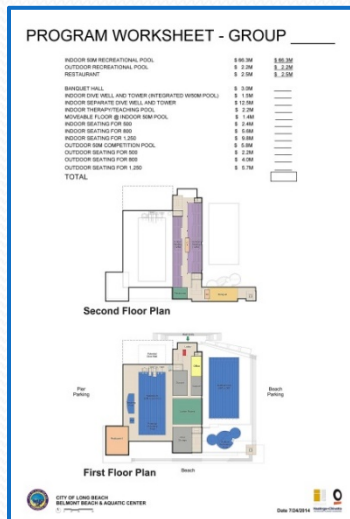 PROGRAM WORKSHEET - GROUP ______
INDOOR 50M RECREATIONAL POOL $ 66.3M $ 66.3M
OUTDOOR RECREATIONAL POOL $ 2.2M $ 2.2M
RESTAURANT $ 2.5M $ 2.5M
BANQUET HALL $ 3.0M
INDOOR DIVE WELL AND TOWER (INTEGRATED W/50M POOL) $ 1.5M
INDOOR SEPARATE DIVE WELL AND TOWER $ 12.5M
INDOOR THERAPY/TEACHING POOL $ 2.2M
MOVEABLE FLOOR @ INDOOR 50M POOL $ 1.4M
INDOOR SEATING FOR 500 $ 2.4M
INDOOR SEATING FOR 800 $ 5.6M
INDOOR SEATING FOR 1,250 $ 9.8M
OUTDOOR 50M COMPETITION POOL $ 5.8M
OUTDOOR SEATING FOR 500 $ 2.2M
OUTDOOR SEATING FOR 800 $ 4.0M
OUTDOOR SEATING FOR 1,250 $ 5.7M
TOTAL
Second Floor Plan
Pier
Parking
Beach
Parking
First Floor Plan
Beach
CITY OF LONG BEACH
BELMONT BEACH & AQUATIC CENTER